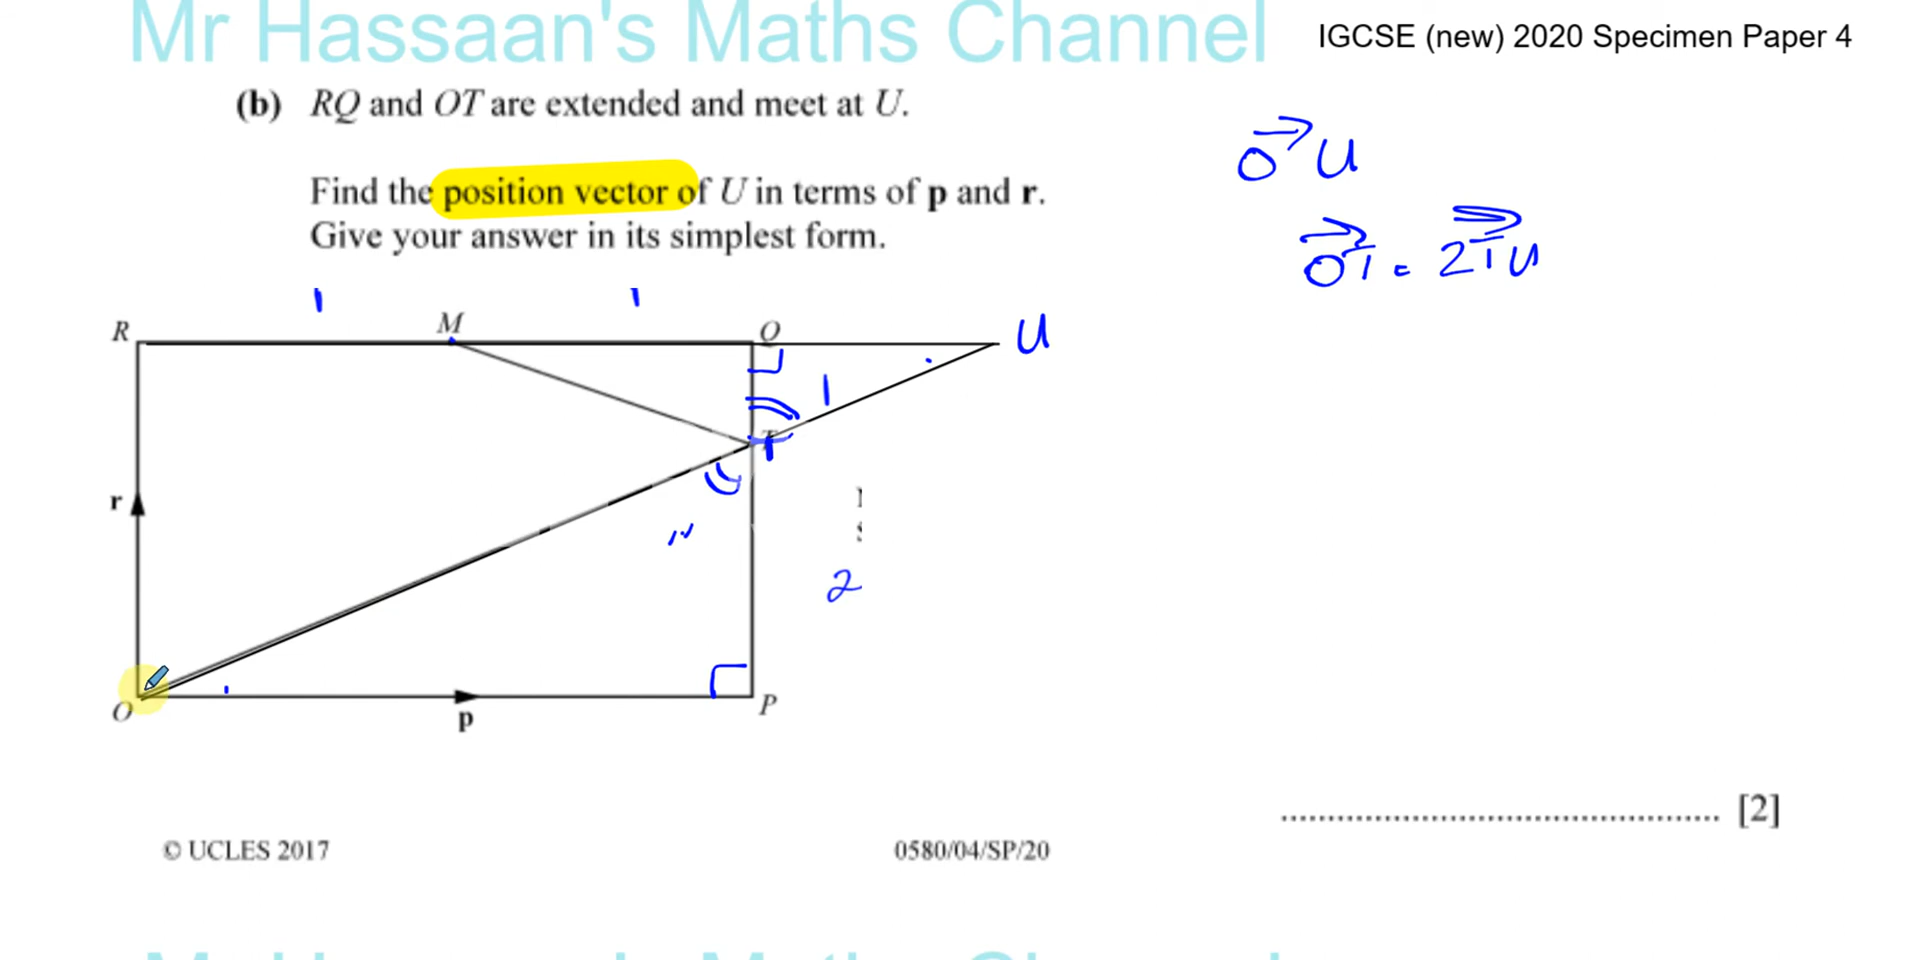 Mr Hassaan's Maths Channel
IGCSE (new) 2020 Specimen Paper 4
(b) RQ and OT are extended and meet at U.
Find the position vector of U in terms of p and r.
Give your answer in its simplest form.
OU
OT = 2TU
1 1
R M Q U
1
T
r
2
O p P
[2]
© UCLES 2017
0580/04/SP/20